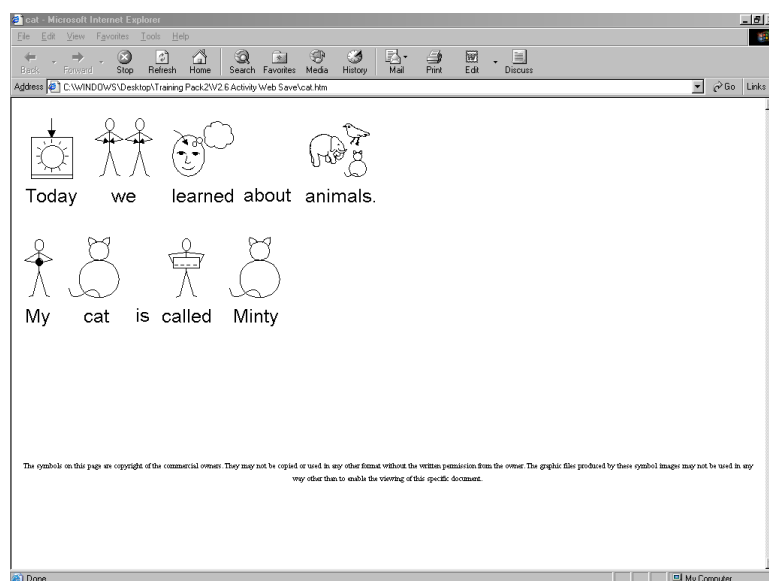 cat - Microsoft Internet Explorer
File Edit View Favorites Tools Help
Back Forward Stop Refresh Home Search Favorites Media History Mail Print Edit Discuss
Address C:\WINDOWS\Desktop\Training Pack2\V2.6 Activity Web Save\cat.htm Go Links
Today we learned about animals.
My cat is called Minty
The symbols on this page are copyright of the commercial owners. They may not be copied or used in any other format without the written permission from the owner. The graphic files produced by these symbol images may not be used in any
way other than to enable the viewing of this specific document.
Done My Computer